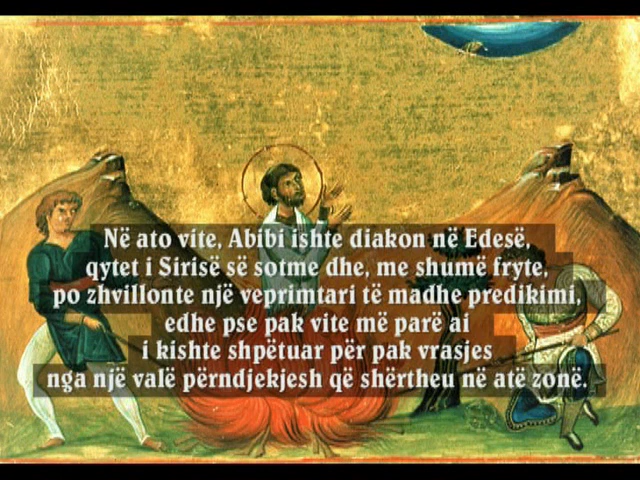 Në ato vite, Abibi ishte diakon në Edesë,
qytet i Sirisë së sotme dhe, me shumë fryte,
po zhvillonte një veprimtari të madhe predikimi,
edhe pse pak vite më parë ai
i kishte shpëtuar për pak vrasjes
nga një valë përndjekjesh që shërtheu në atë zonë.